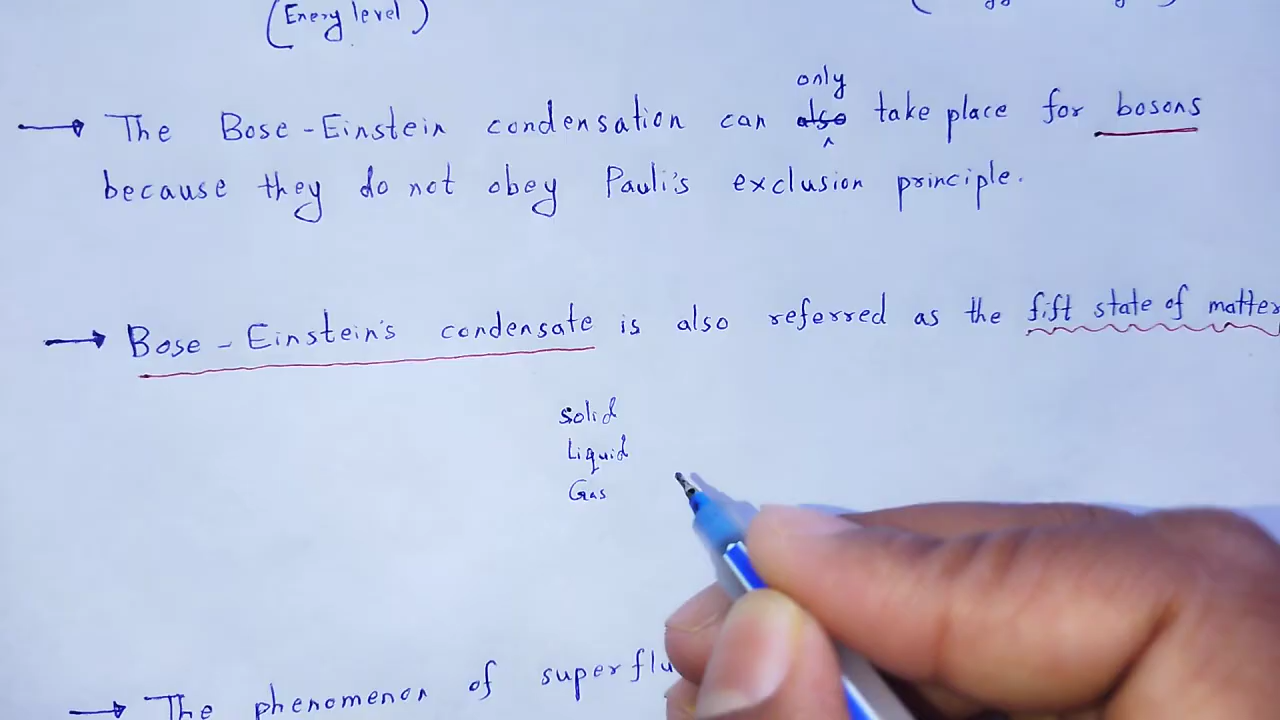 (Enery level)
→ The Bose-Einstein condensation can ~~also~~ only take place for bosons
because they do not obey Pauli's exclusion principle.
→ Bose-Einstein's condensate is also referred as the fift state of matter
Solid
Liquid
Gas
→ The phenomenon of superflu